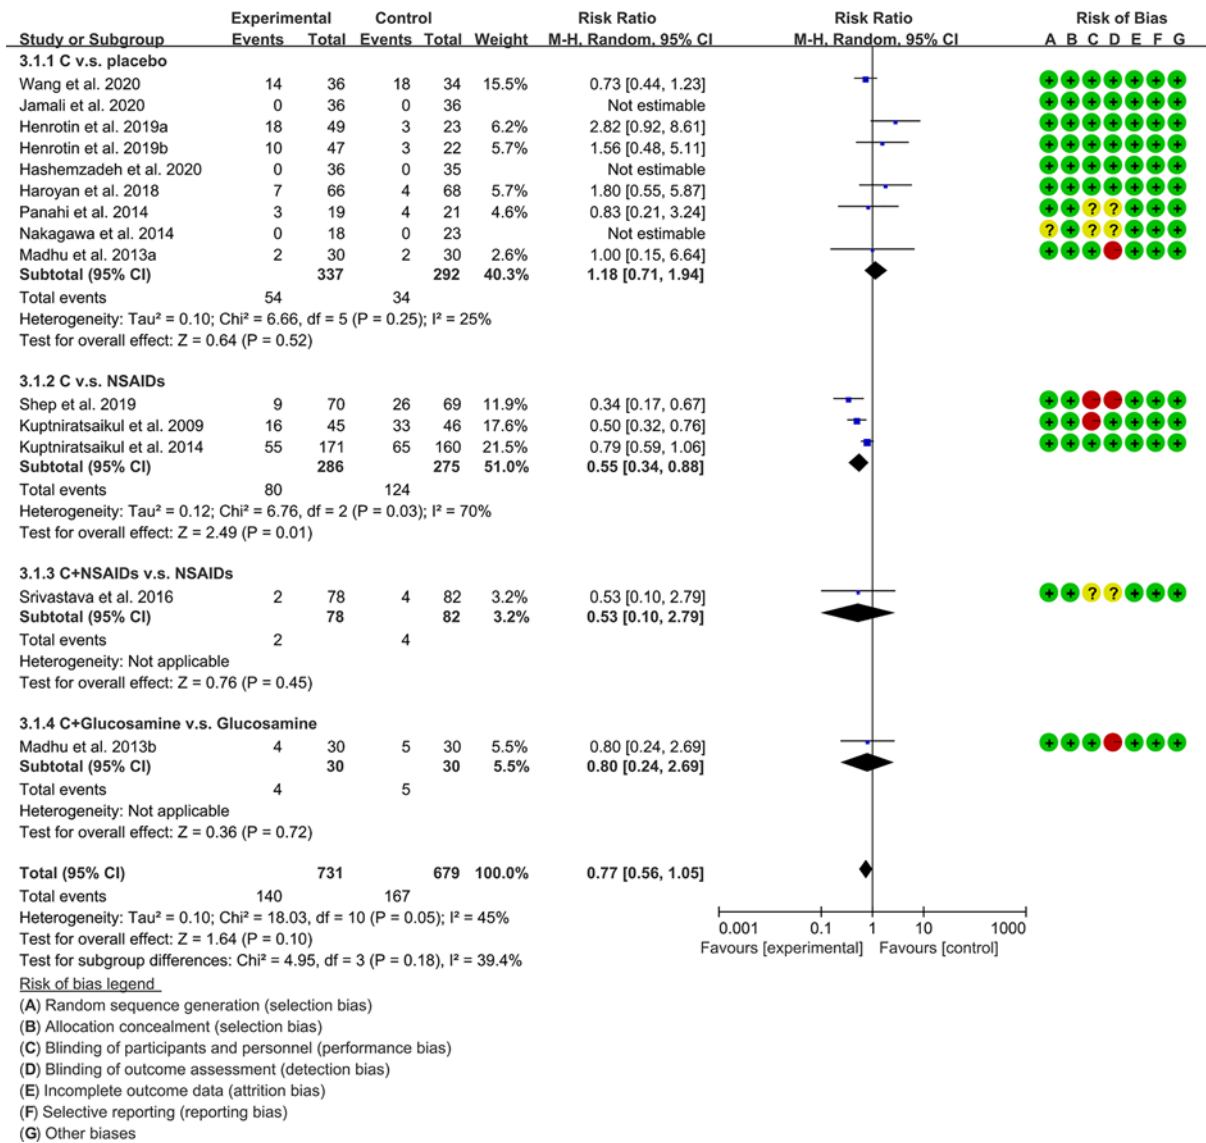 Experimental Control Risk Ratio Risk Ratio Risk of Bias
Study or Subgroup Events Total Events Total Weight M-H, Random, 95% CI M-H, Random, 95% CI A B C D E F G
3.1.1 C v.s. placebo
Wang et al. 2020 14 36 18 34 15.5% 0.73 [0.44, 1.23] + + + + + + +
Jamali et al. 2020 0 36 0 36 Not estimable + + + + + + +
Henrotin et al. 2019a 18 49 3 23 6.2% 2.82 [0.92, 8.61] + + + + + + +
Henrotin et al. 2019b 10 47 3 22 5.7% 1.56 [0.48, 5.11] + + + + + + +
Hashemzadeh et al. 2020 0 36 0 35 Not estimable + + + + + + +
Haroyan et al. 2018 7 66 4 68 5.7% 1.80 [0.55, 5.87] + + + + + + +
Panahi et al. 2014 3 19 4 21 4.6% 0.83 [0.21, 3.24] + + ? ? + + +
Nakagawa et al. 2014 0 18 0 23 Not estimable ? + ? ? + + +
Madhu et al. 2013a 2 30 2 30 2.6% 1.00 [0.15, 6.64] + + + - + + +
Subtotal (95% CI) 337 292 40.3% 1.18 [0.71, 1.94]
Total events 54 34
Heterogeneity: Tau² = 0.10; Chi² = 6.66, df = 5 (P = 0.25); I² = 25%
Test for overall effect: Z = 0.64 (P = 0.52)
3.1.2 C v.s. NSAIDs
Shep et al. 2019 9 70 26 69 11.9% 0.34 [0.17, 0.67] + + - - + + +
Kuptniratsaikul et al. 2009 16 45 33 46 17.6% 0.50 [0.32, 0.76] + + - + + + +
Kuptniratsaikul et al. 2014 55 171 65 160 21.5% 0.79 [0.59, 1.06] + + + + + + +
Subtotal (95% CI) 286 275 51.0% 0.55 [0.34, 0.88]
Total events 80 124
Heterogeneity: Tau² = 0.12; Chi² = 6.76, df = 2 (P = 0.03); I² = 70%
Test for overall effect: Z = 2.49 (P = 0.01)
3.1.3 C+NSAIDs v.s. NSAIDs
Srivastava et al. 2016 2 78 4 82 3.2% 0.53 [0.10, 2.79] + + ? ? + + +
Subtotal (95% CI) 78 82 3.2% 0.53 [0.10, 2.79]
Total events 2 4
Heterogeneity: Not applicable
Test for overall effect: Z = 0.76 (P = 0.45)
3.1.4 C+Glucosamine v.s. Glucosamine
Madhu et al. 2013b 4 30 5 30 5.5% 0.80 [0.24, 2.69] + + + - + + +
Subtotal (95% CI) 30 30 5.5% 0.80 [0.24, 2.69]
Total events 4 5
Heterogeneity: Not applicable
Test for overall effect: Z = 0.36 (P = 0.72)
Total (95% CI) 731 679 100.0% 0.77 [0.56, 1.05]
Total events 140 167
Heterogeneity: Tau² = 0.10; Chi² = 18.03, df = 10 (P = 0.05); I² = 45%
Test for overall effect: Z = 1.64 (P = 0.10)
Test for subgroup differences: Chi² = 4.95, df = 3 (P = 0.18), I² = 39.4%
0.001 0.1 1 10 1000
Favours [experimental] Favours [control]
Risk of bias legend
(A) Random sequence generation (selection bias)
(B) Allocation concealment (selection bias)
(C) Blinding of participants and personnel (performance bias)
(D) Blinding of outcome assessment (detection bias)
(E) Incomplete outcome data (attrition bias)
(F) Selective reporting (reporting bias)
(G) Other biases